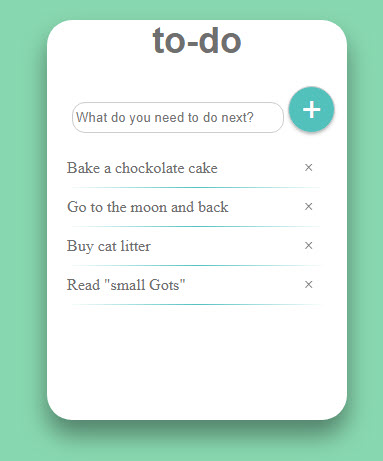 to-do
What do you need to do next?
+
Bake a chockolate cake ×
Go to the moon and back ×
Buy cat litter ×
Read "small Gots" ×